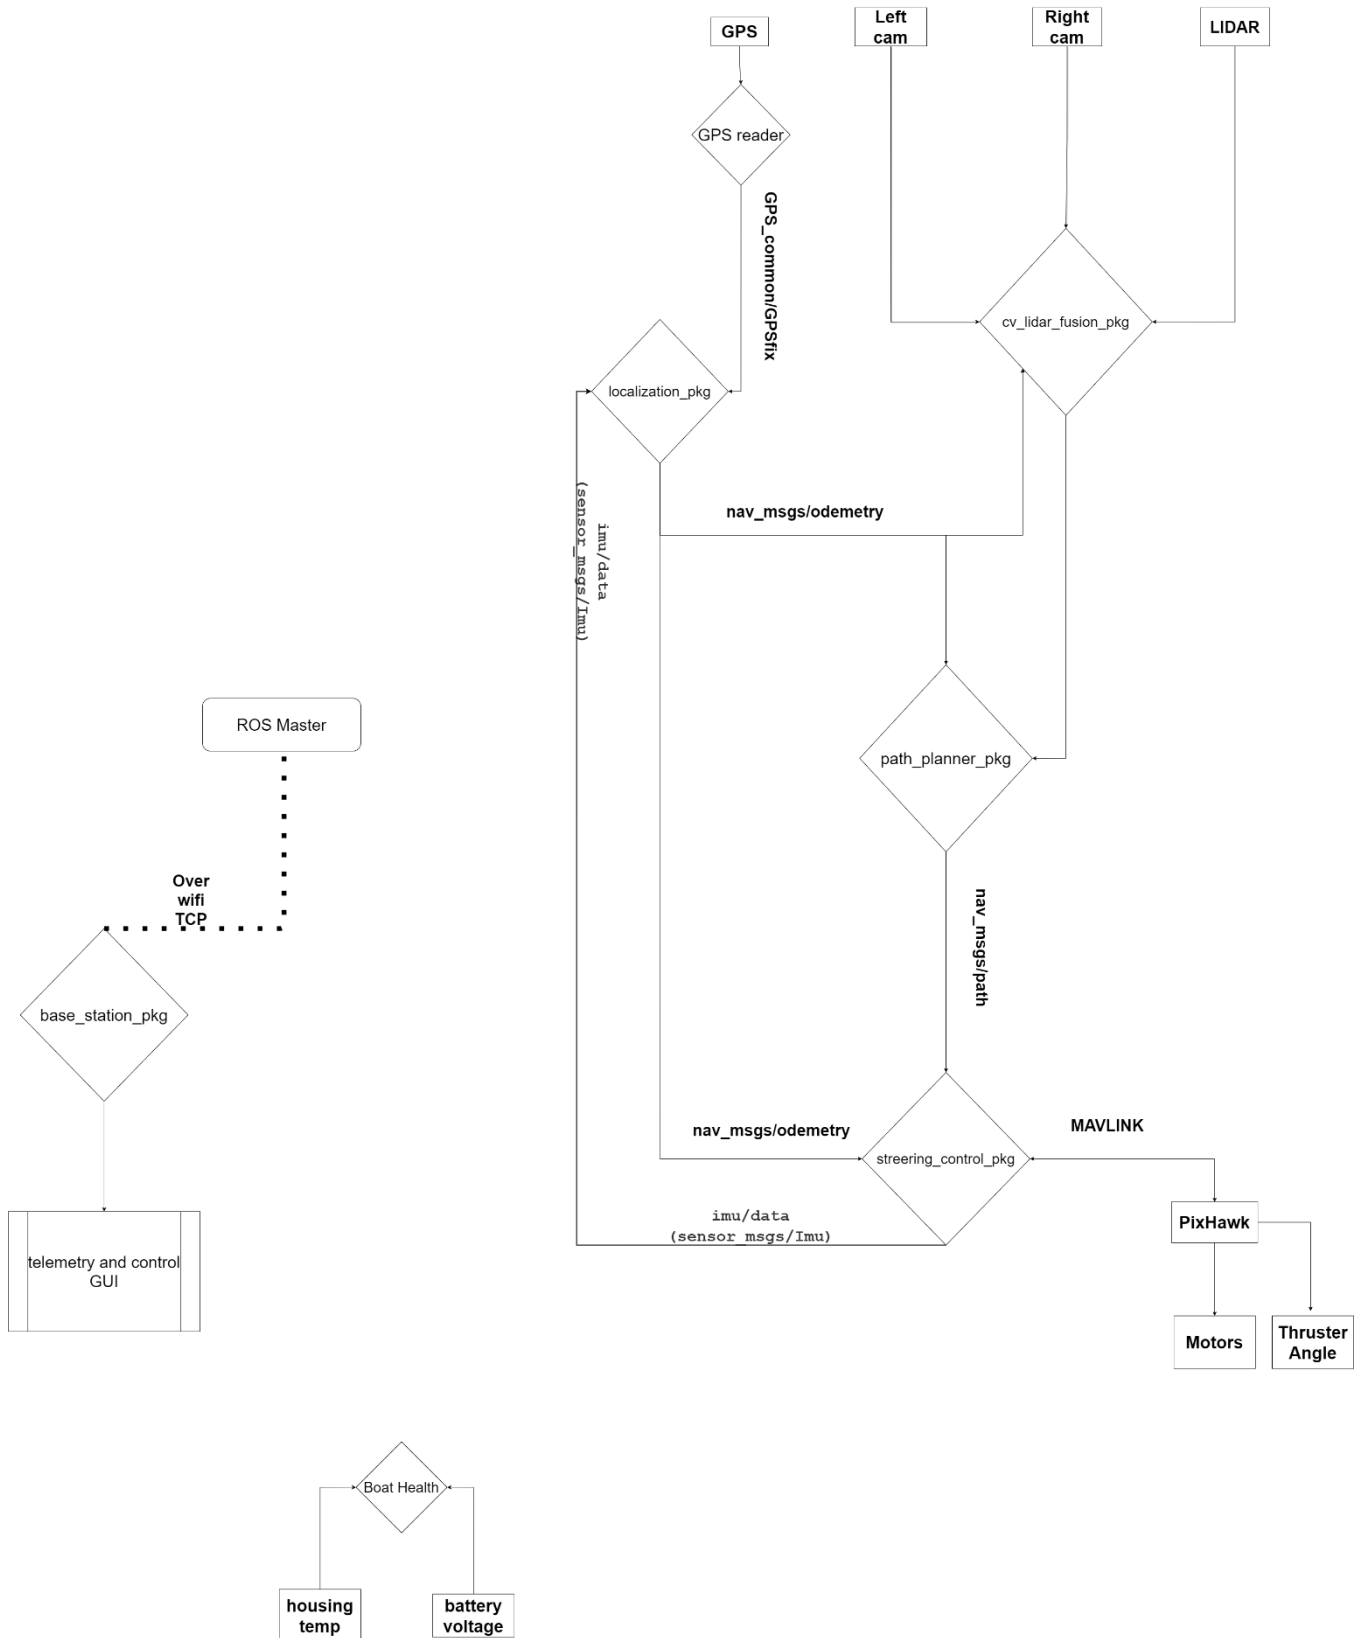 GPS
Left
cam
Right
cam
LIDAR
GPS reader
GPS_common/GPSfix
cv_lidar_fusion_pkg
localization_pkg
imu/data
(sensor_msgs/Imu)
nav_msgs/odemetry
ROS Master
path_planner_pkg
Over
wifi
TCP
nav_msgs/path
base_station_pkg
nav_msgs/odemetry
MAVLINK
streering_control_pkg
imu/data
(sensor_msgs/Imu)
PixHawk
telemetry and control
GUI
Motors
Thruster
Angle
Boat Health
housing
temp
battery
voltage